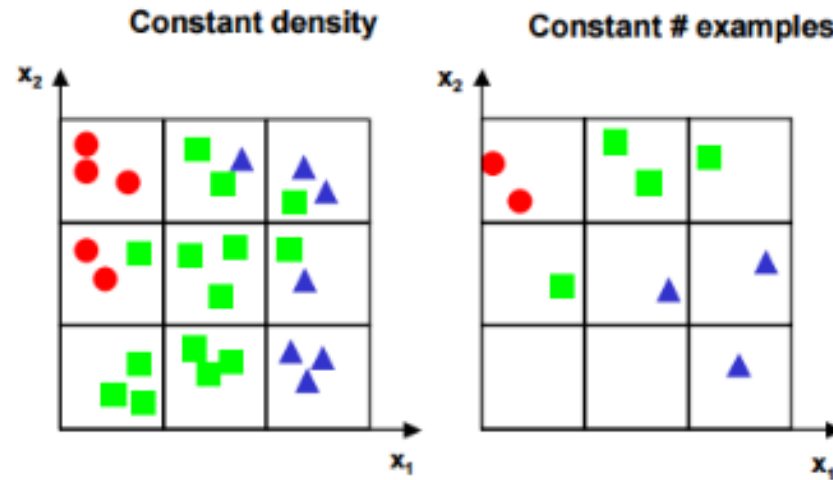 Constant density
Constant # examples
x₂
x₂
x₁
x₁